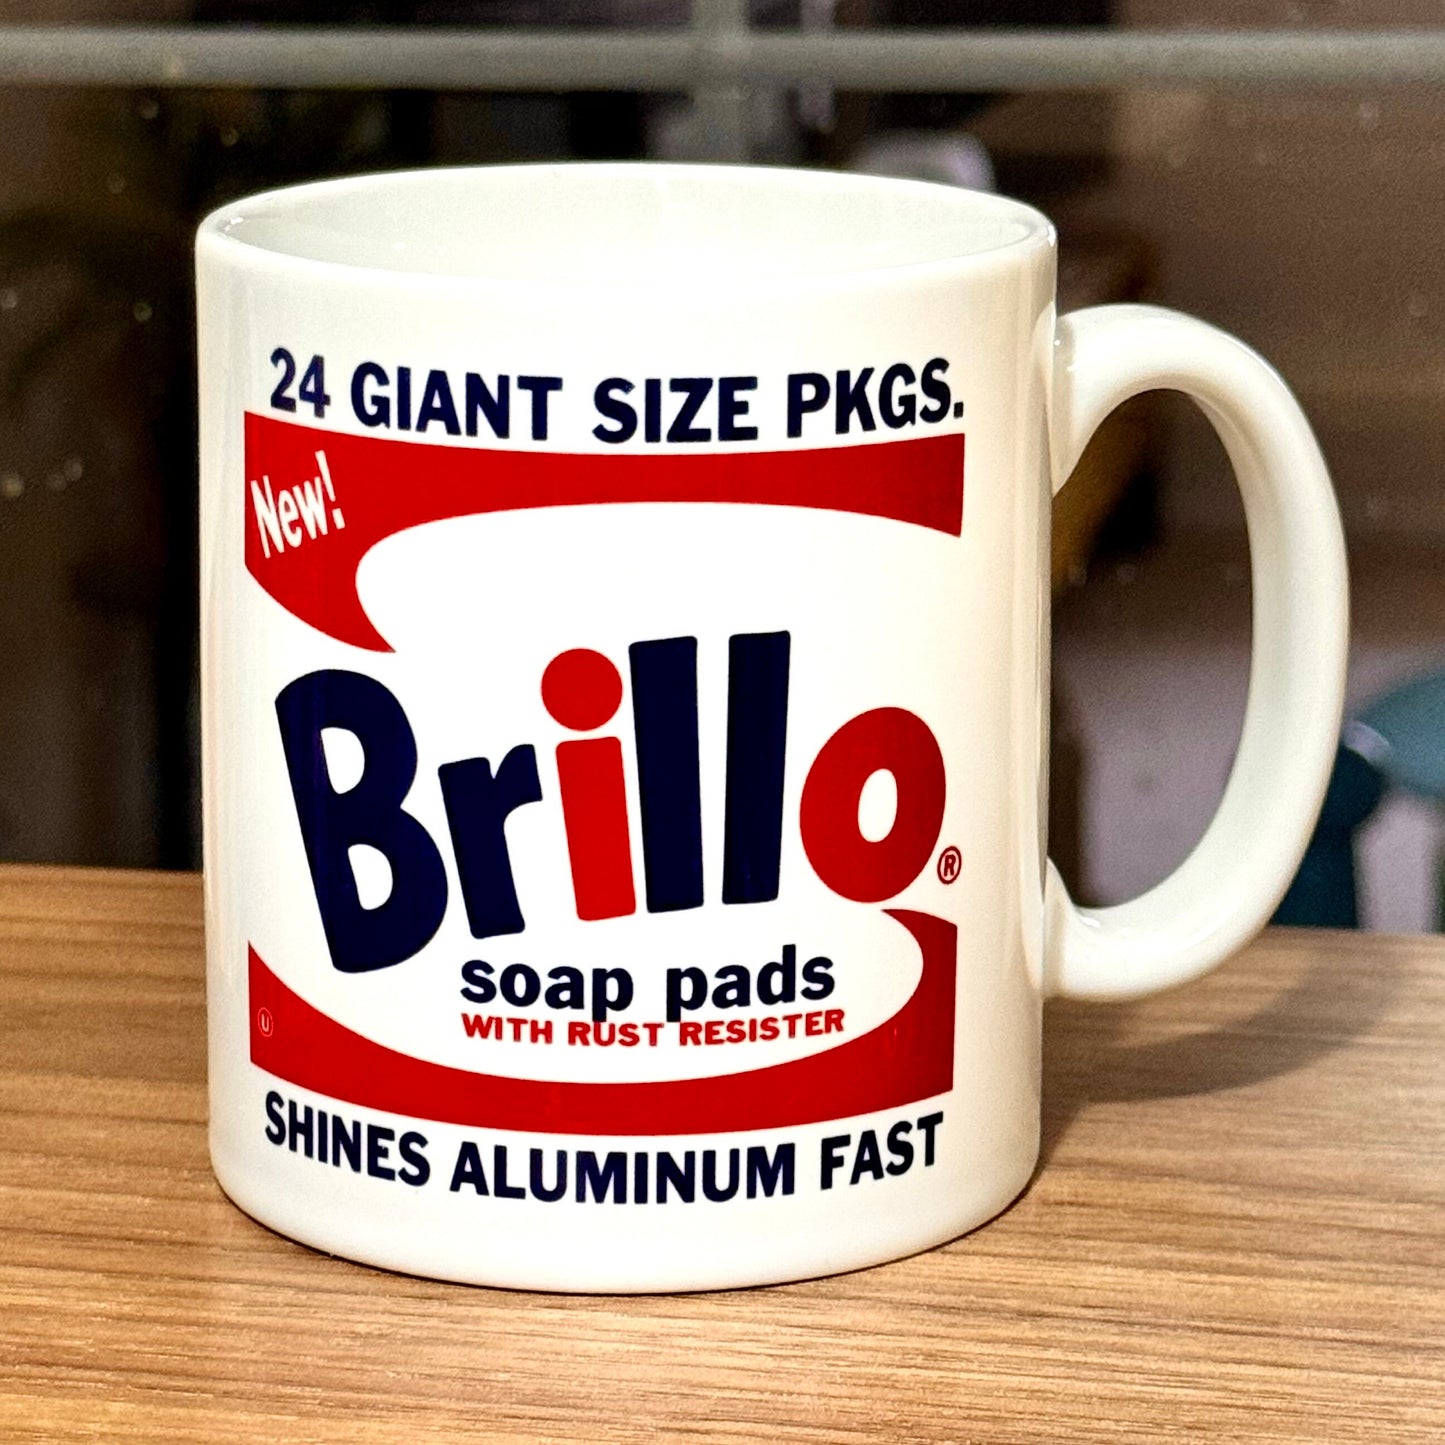 24 GIANT SIZE PKGS.
New!
Brillo®
soap pads
WITH RUST RESISTER
U
SHINES ALUMINUM FAST